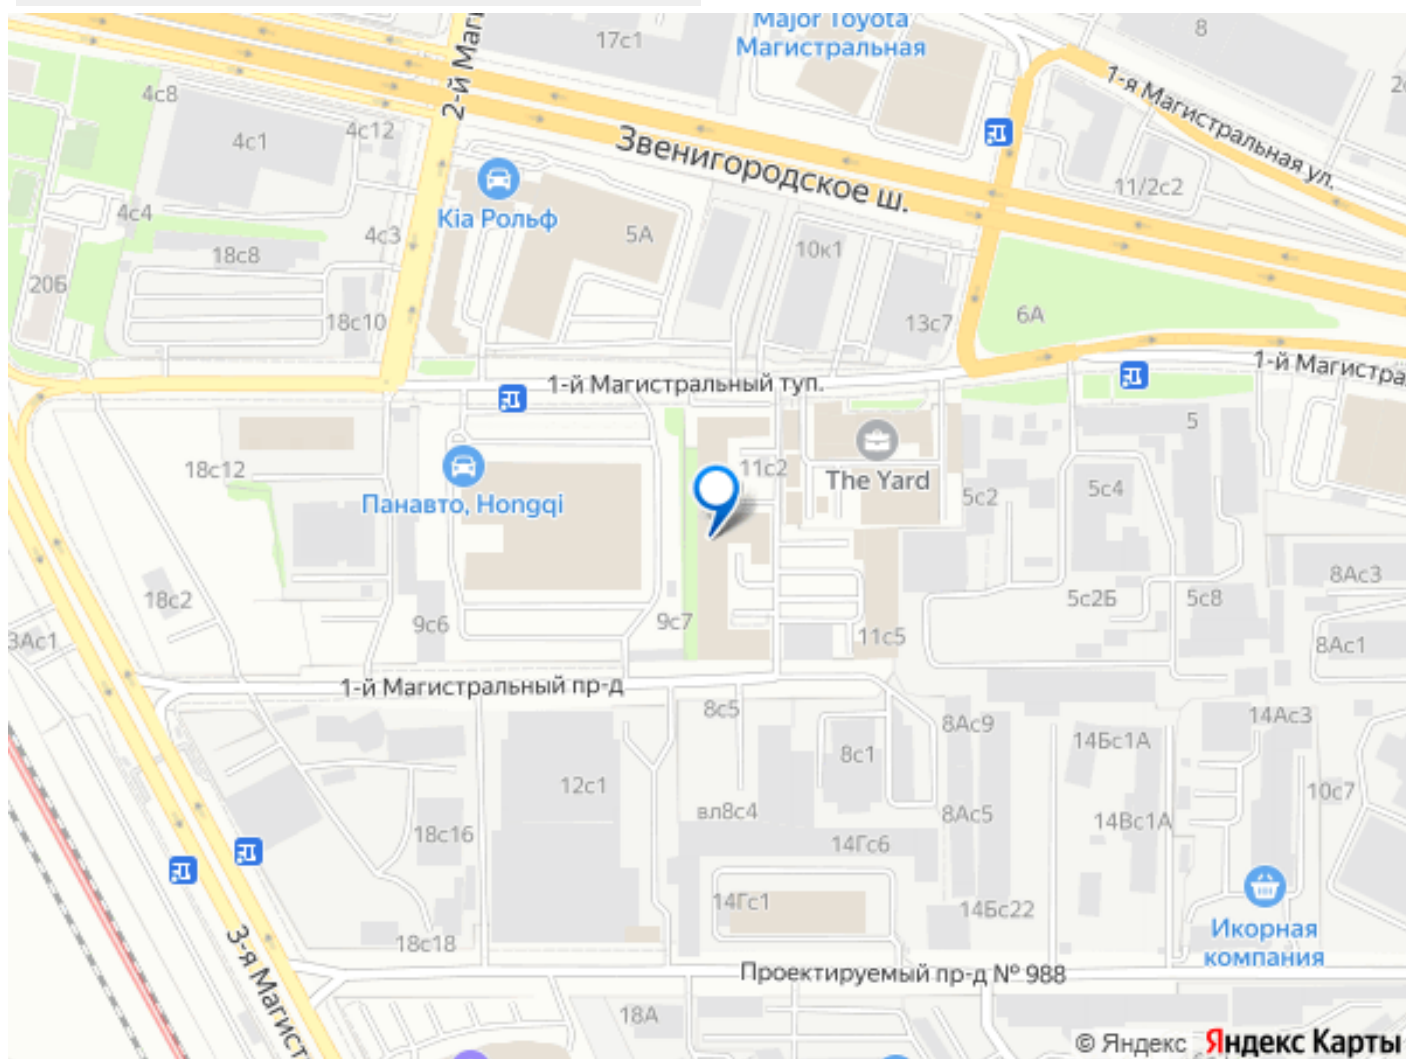 Major Toyota
Магистральная
17с1
8
2-й Маг
1-я Магистральная ул.
4с8
4с12
4с1
Звенигородское ш.
11/2с2
Kia Рольф
4с4
4с3
5А
10к1
18с8
20Б
18с10
13с7
6А
1-й Магистральный туп.
1-й Магистра
5
18с12
11с2
The Yard
Панавто, Hongqi
5с2
5с4
8Ас3
18с2
5с2Б
5с8
9с6
9с7
11с5
3Ас1
8Ас1
1-й Магистральный пр-д
8с5
8Ас9
14Ас3
14Бс1А
8с1
12с1
10с7
вл8с4
8Ас5
14Вс1А
18с16
14Гс6
14Гс1
14Бс22
18с18
Икорная
компания
3-я Магист
Проектируемый пр-д № 988
18А
© Яндекс Яндекс Карты